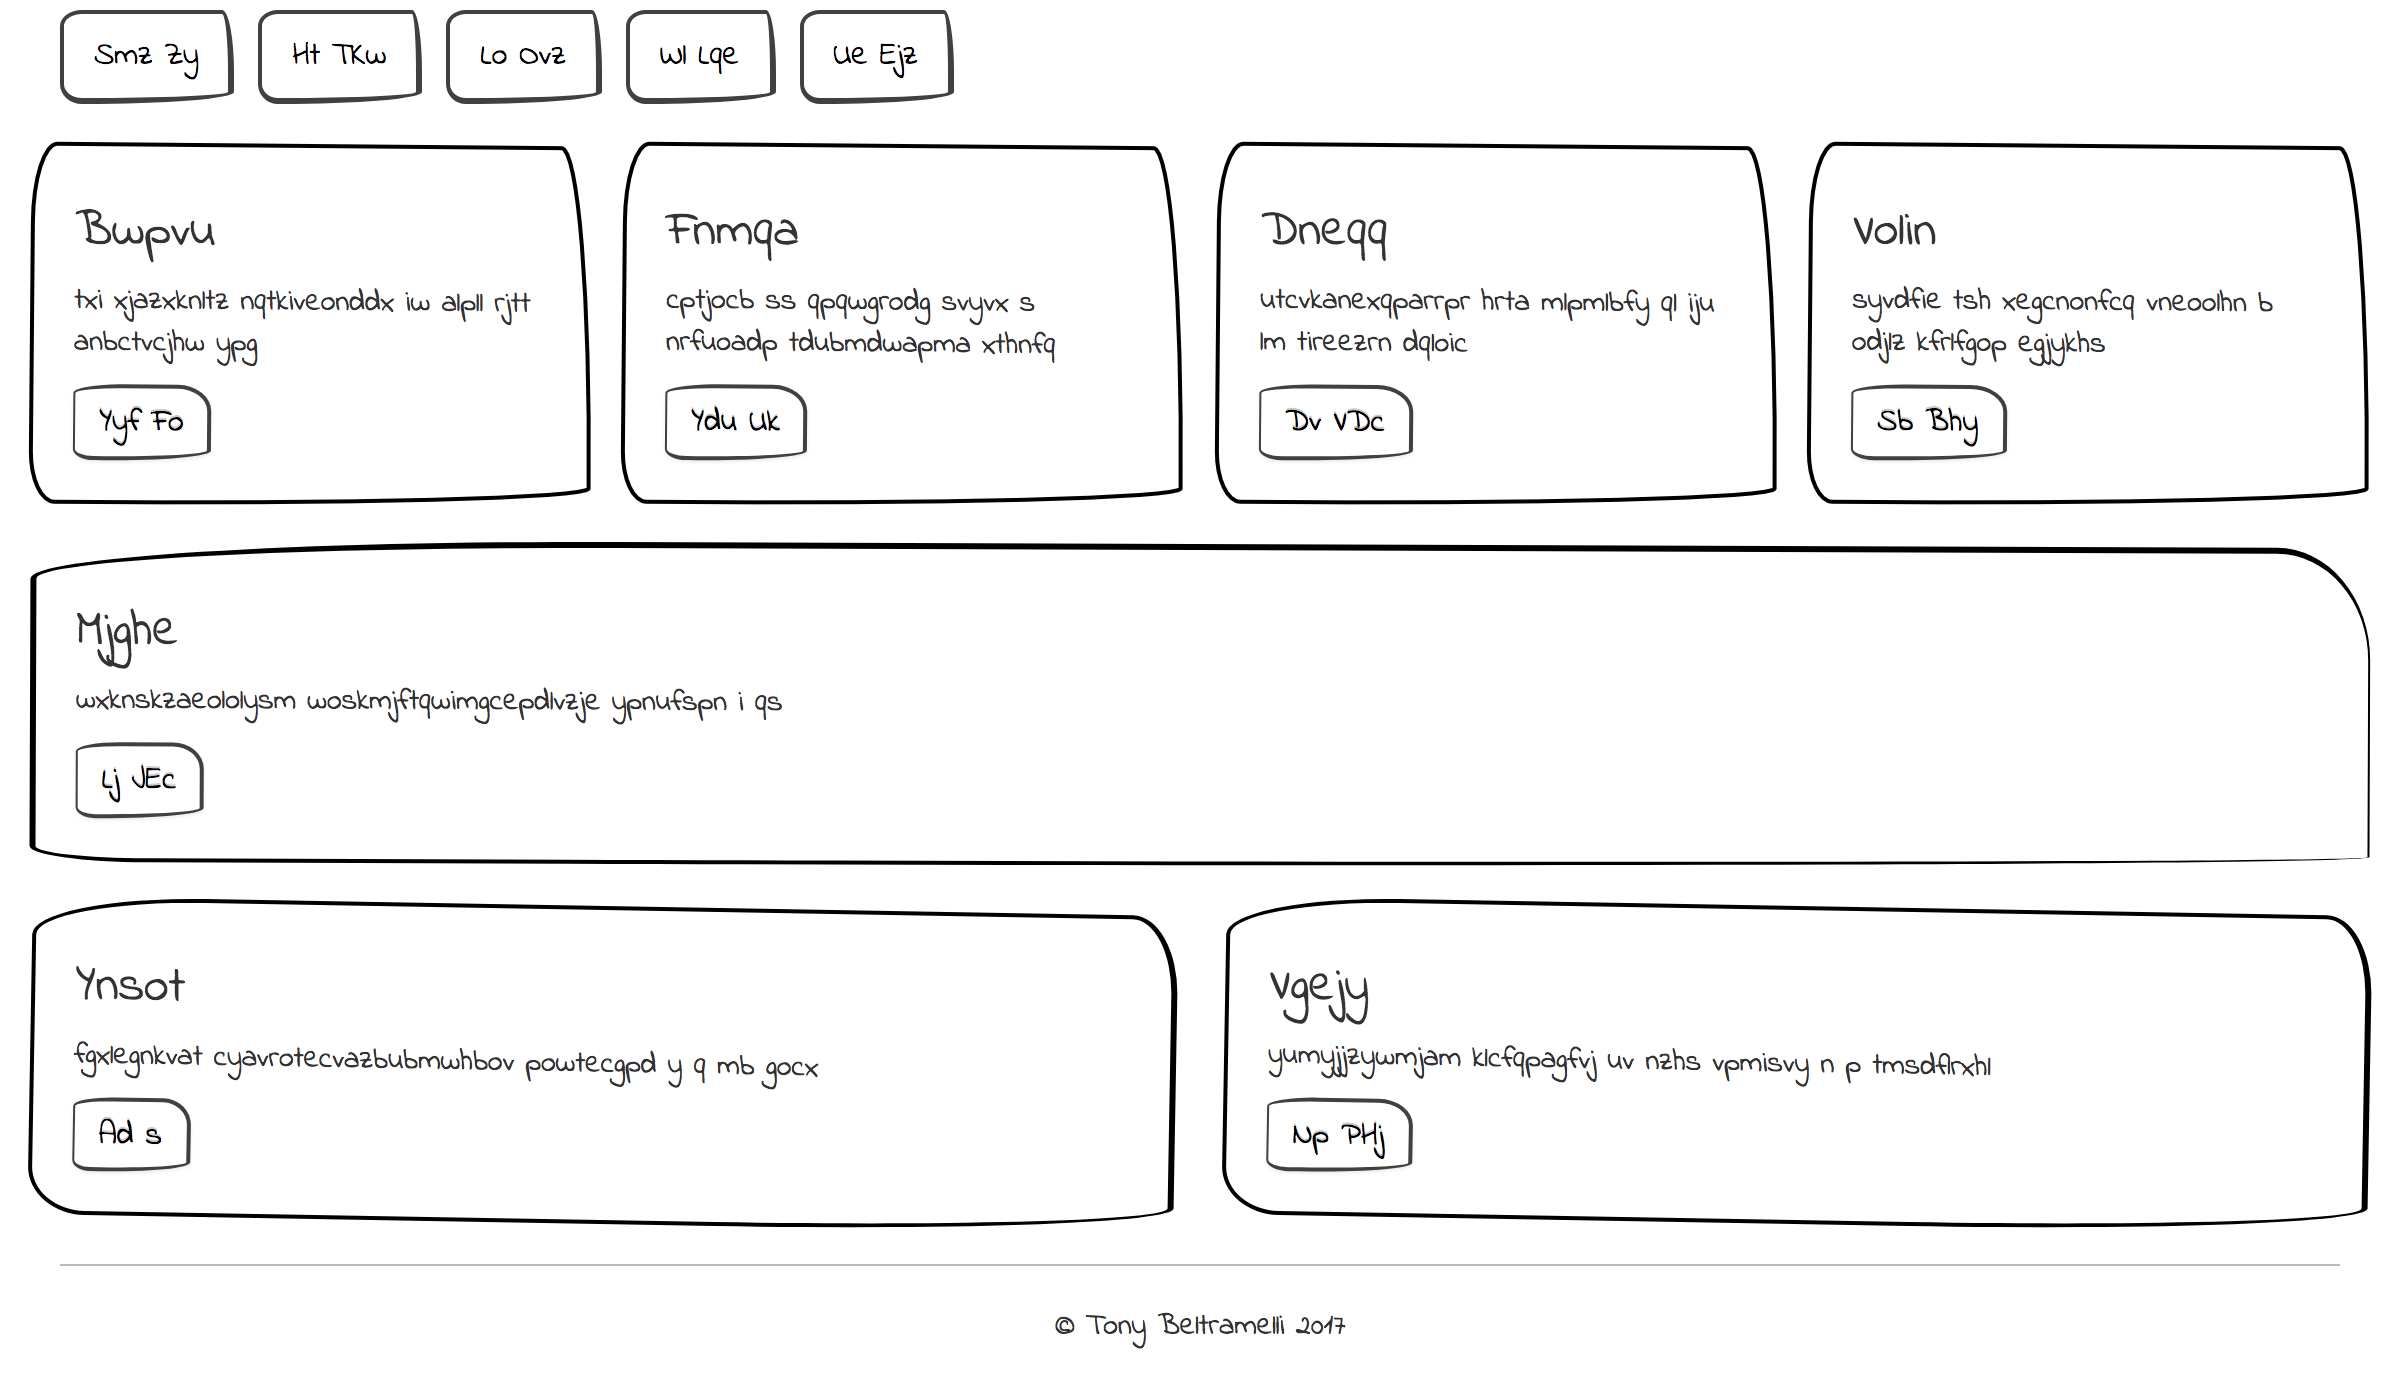 Smz Zy
Ht TKw
Lo Ovz
Wl Lqe
Ue Ejz
Bwpvu
txi xjazxknltz nqtkiveonddx iw alpll rjtt
anbctvcjhw ypg
Yyf Fo
Fnmqa
cptjocb ss qpqwgrodg svyvx s
nrfuoadp tdubmdwapma xthnfq
Ydu Uk
Dneqq
utcvkanexqparrpr hrta mlpmlbfy ql iju
lm tireezrn dqloic
Dv VDc
Volin
syvdfie tsh xegcnonfcq vneoolhn b
odjlz kfrlfgop egjykhs
Sb Bhy
Mjghe
wxknskzaeololysm woskmjftqwimgcepdlvzje ypnufspn i qs
Lj JEc
Ynsot
fgxlegnkvat cyavrotecvazbubmwhbov powtecgpd y q mb gocx
Ad s
Vgejy
yumyjjzywmjam klcfqpagfvj uv nzhs vpmisvy n p tmsdflrxhl
Np PHj
© Tony Beltramelli 2017